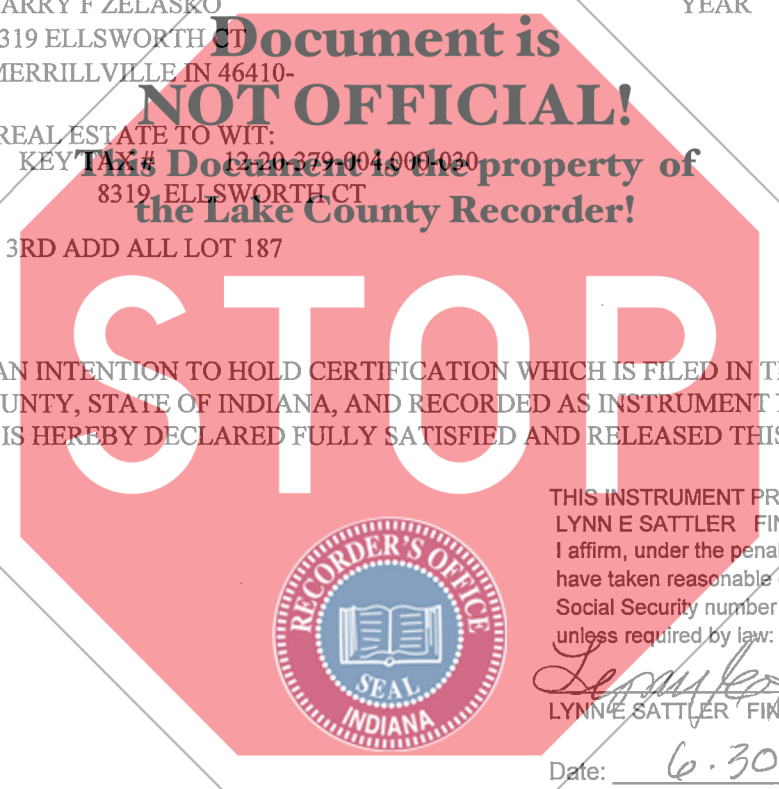 ARRY F ZELASKO
YEAR
319 ELLSWORTH CT
Document is
MERRILLVILLE IN 46410-
NOT OFFICIAL!
REAL ESTATE TO WIT:
KEY TAX # 12-20-379-004.000-030
This Document is the property of
8319 ELLSWORTH CT
the Lake County Recorder!
3RD ADD ALL LOT 187
STOP
AN INTENTION TO HOLD CERTIFICATION WHICH IS FILED IN
UNTY, STATE OF INDIANA, AND RECORDED AS INSTRUMENT
IS HEREBY DECLARED FULLY SATISFIED AND RELEASED THIS
THIS INSTRUMENT PR
LYNN E SATTLER FIN
I affirm, under the penal
have taken reasonable
Social Security number
unless required by law:
RECORDER'S OFFICE
SEAL
INDIANA
LYNN E SATTLER FIN
Date: 6.30